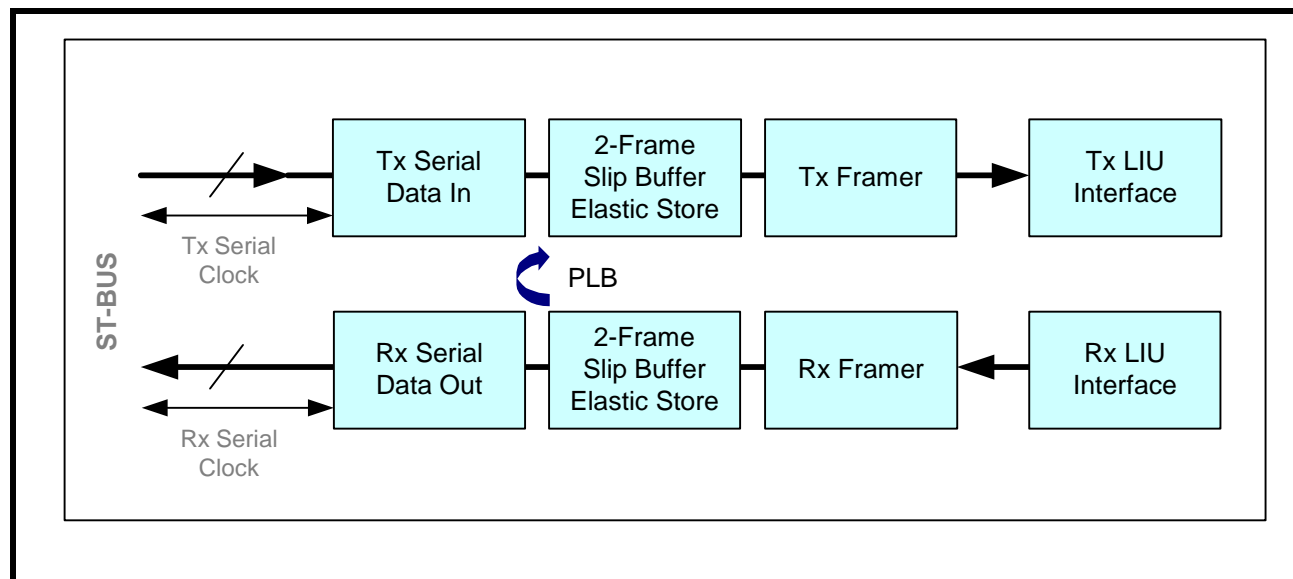 Tx Serial
Data In
2-Frame
Slip Buffer
Elastic Store
Tx Framer
Tx LIU
Interface
Tx Serial
Clock
ST-BUS
PLB
Rx Serial
Data Out
2-Frame
Slip Buffer
Elastic Store
Rx Framer
Rx LIU
Interface
Rx Serial
Clock